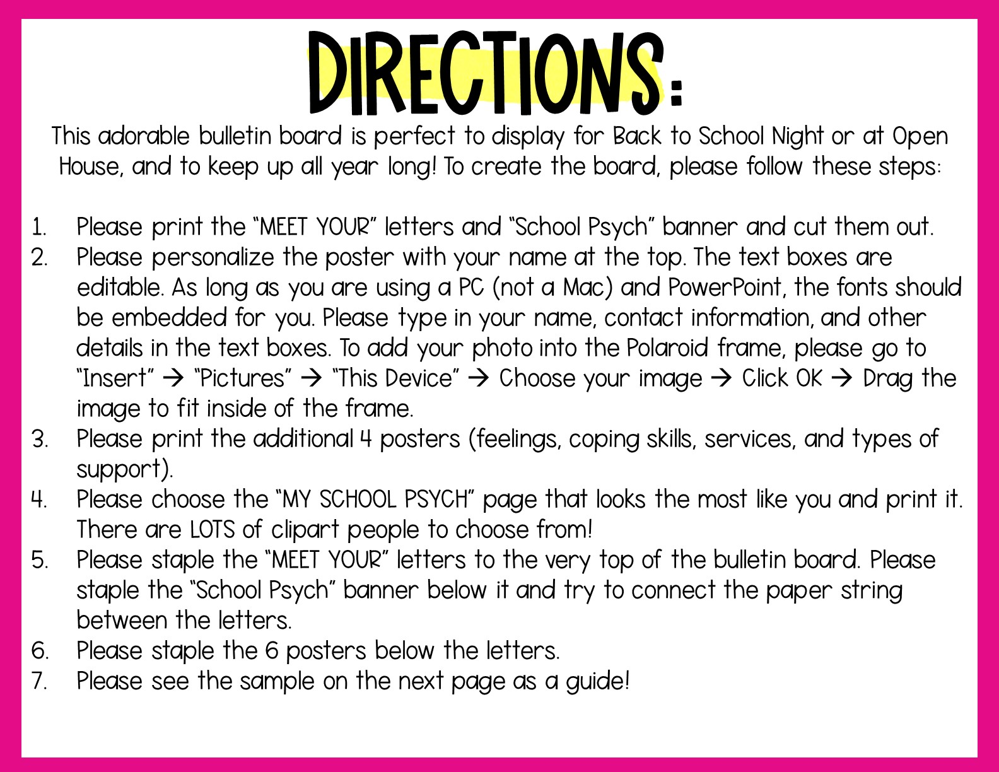 DIRECTIONS:
This adorable bulletin board is perfect to display for Back to School Night or at Open
House, and to keep up all year long! To create the board, please follow these steps:
1. Please print the “MEET YOUR” letters and “School Psych” banner and cut them out.
2. Please personalize the poster with your name at the top. The text boxes are
editable. As long as you are using a PC (not a Mac) and PowerPoint, the fonts should
be embedded for you. Please type in your name, contact information, and other
details in the text boxes. To add your photo into the Polaroid frame, please go to
“Insert” → “Pictures” → “This Device” → Choose your image → Click OK → Drag the
image to fit inside of the frame.
3. Please print the additional 4 posters (feelings, coping skills, services, and types of
support).
4. Please choose the “MY SCHOOL PSYCH” page that looks the most like you and print it.
There are LOTS of clipart people to choose from!
5. Please staple the “MEET YOUR” letters to the very top of the bulletin board. Please
staple the “School Psych” banner below it and try to connect the paper string
between the letters.
6. Please staple the 6 posters below the letters.
7. Please see the sample on the next page as a guide!